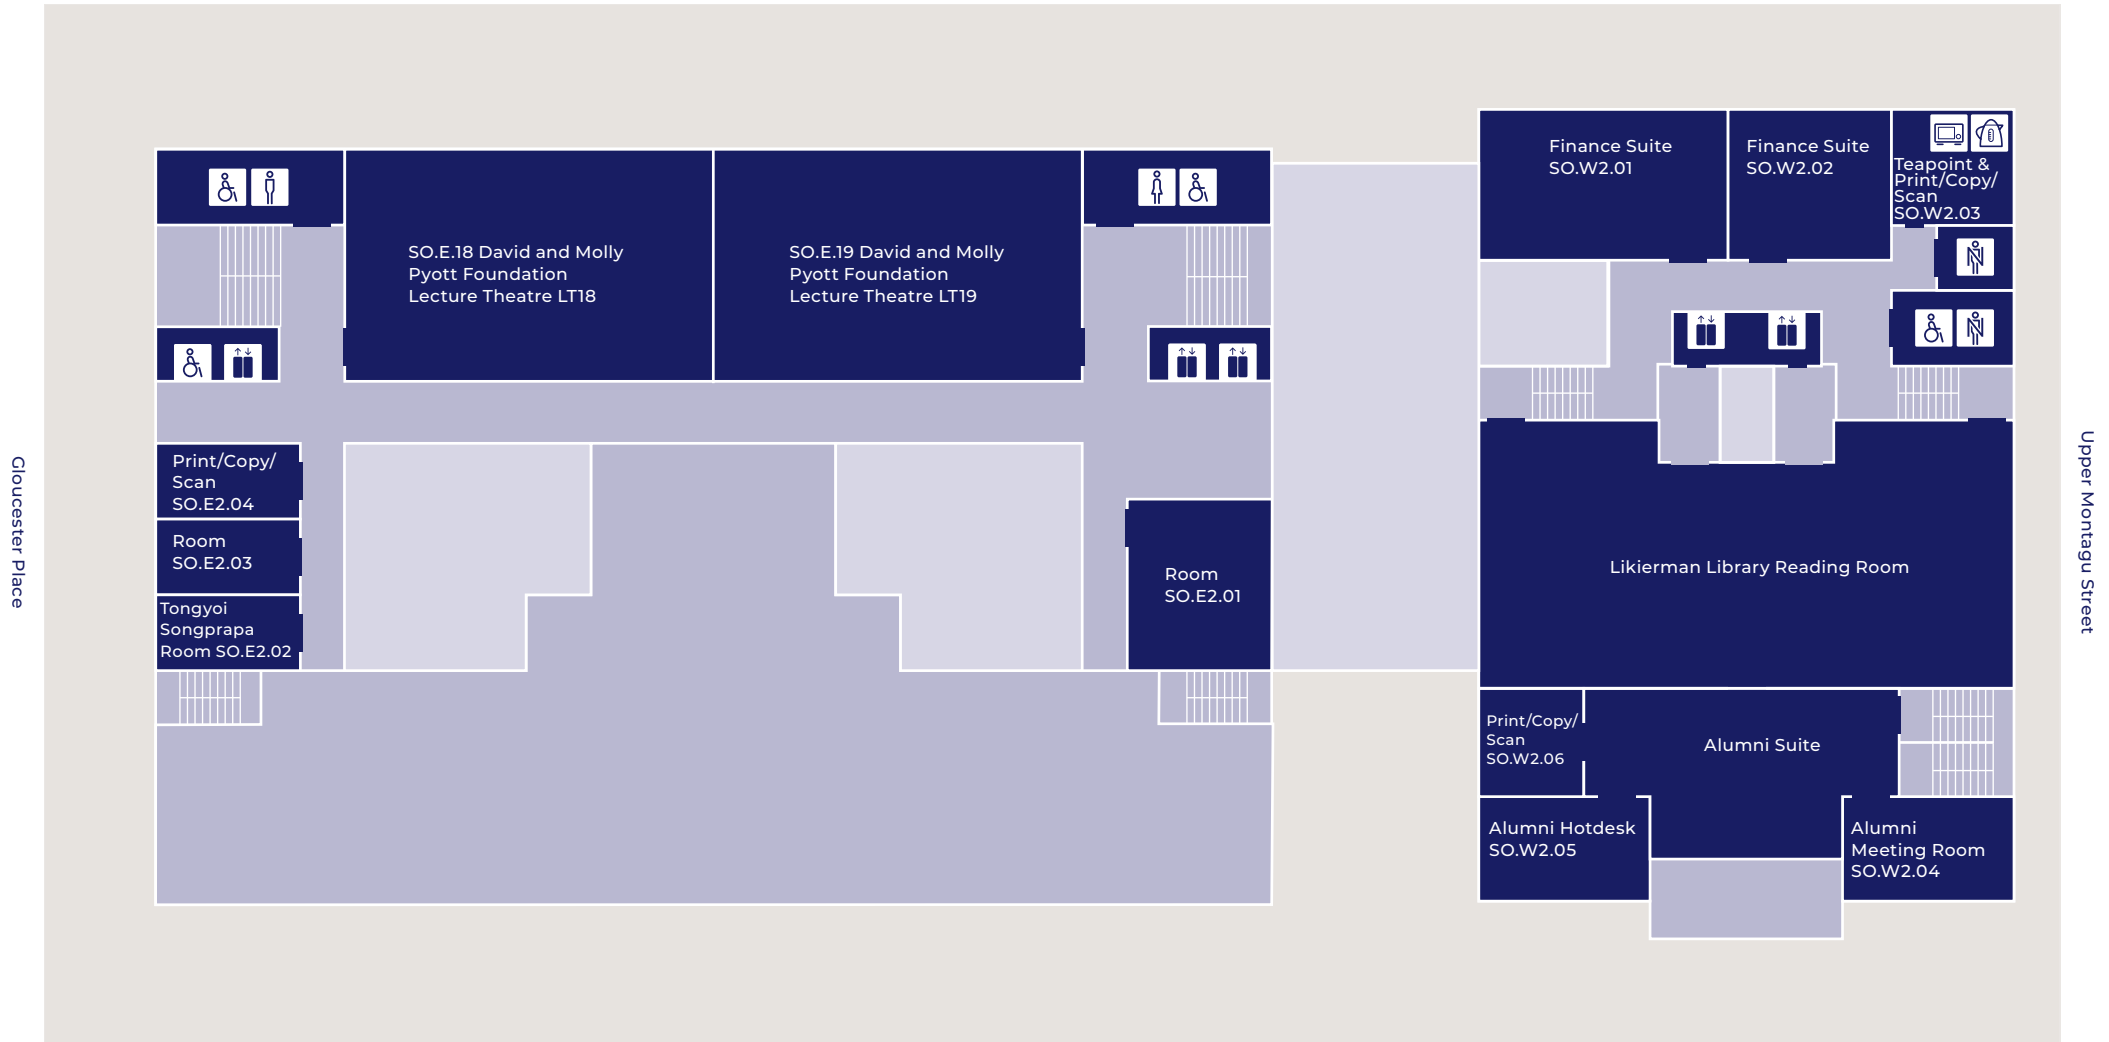 Finance Suite
SO.W2.01
Finance Suite
SO.W2.02
Teapoint &
Print/Copy/
Scan
SO.W2.03
SO.E.18 David and Molly
Pyott Foundation
Lecture Theatre LT18
SO.E.19 David and Molly
Pyott Foundation
Lecture Theatre LT19
Print/Copy/
Scan
SO.E2.04
Room
SO.E2.03
Tongyoi
Songprapa
Room SO.E2.02
Room
SO.E2.01
Likierman Library Reading Room
Gloucester Place
Upper Montagu Street
Print/Copy/
Scan
SO.W2.06
Alumni Suite
Alumni Hotdesk
SO.W2.05
Alumni
Meeting Room
SO.W2.04